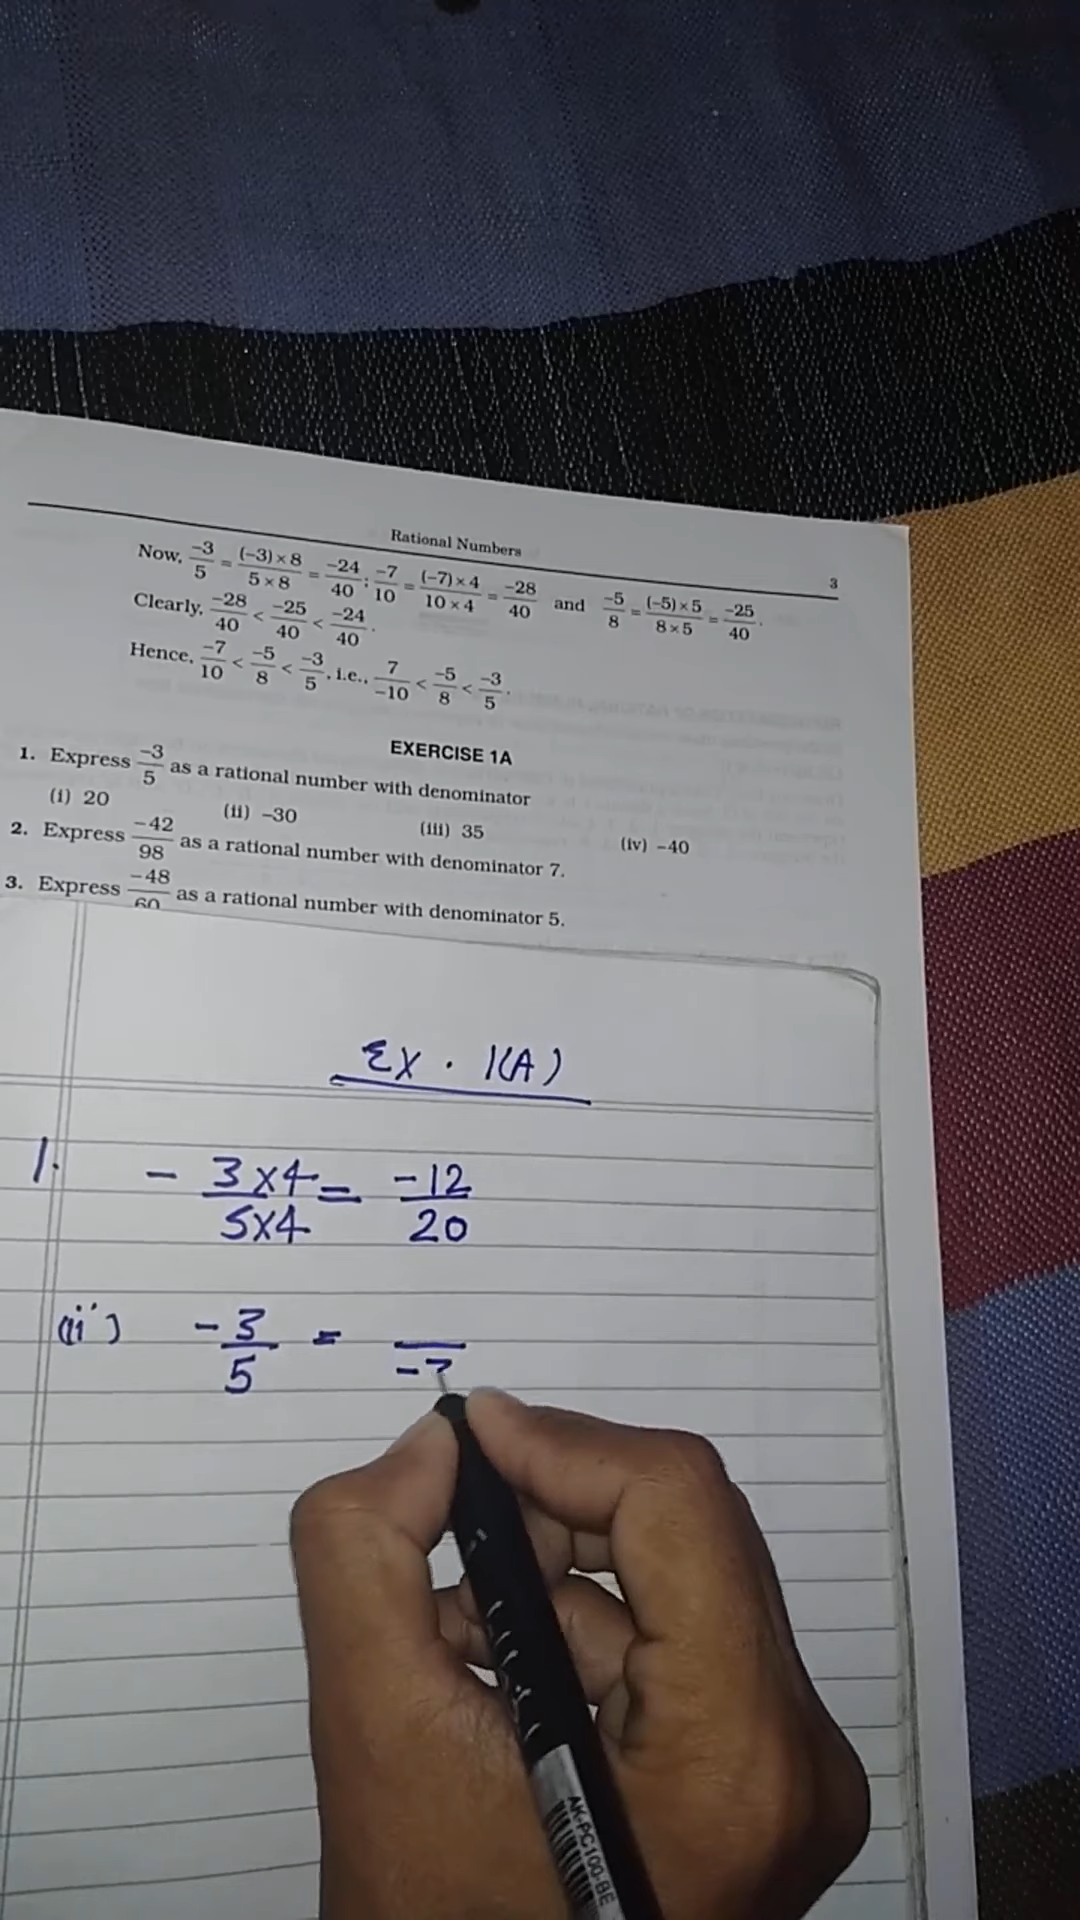 Rational Numbers
3
Now, -3/5 = (-3) × 8/5 × 8 = -24/40; -7/10 = (-7) × 4/10 × 4 = -28/40 and -5/8 = (-5) × 5/8 × 5 = -25/40.
Clearly, -28/40 < -25/40 < -24/40.
Hence, -7/10 < -5/8 < -3/5, i.e., 7/-10 < -5/8 < -3/5.
EXERCISE 1A
1. Express -3/5 as a rational number with denominator
(i) 20 (ii) -30 (iii) 35 (iv) -40
2. Express -42/98 as a rational number with denominator 7.
3. Express -48/60 as a rational number with denominator 5.
Ex. 1(A)
1. - 3x4/5x4 = -12/20
(ii) -3/5 = /-3
AK-PC100-BE